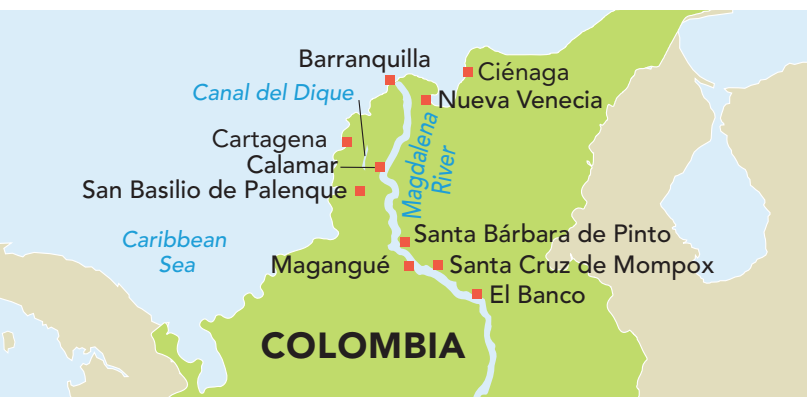 Barranquilla
Ciénaga
Canal del Dique
Nueva Venecia
Cartagena
Magdalena
River
Calamar
San Basilio de Palenque
Caribbean
Sea
Santa Bárbara de Pinto
Magangué
Santa Cruz de Mompox
El Banco
COLOMBIA